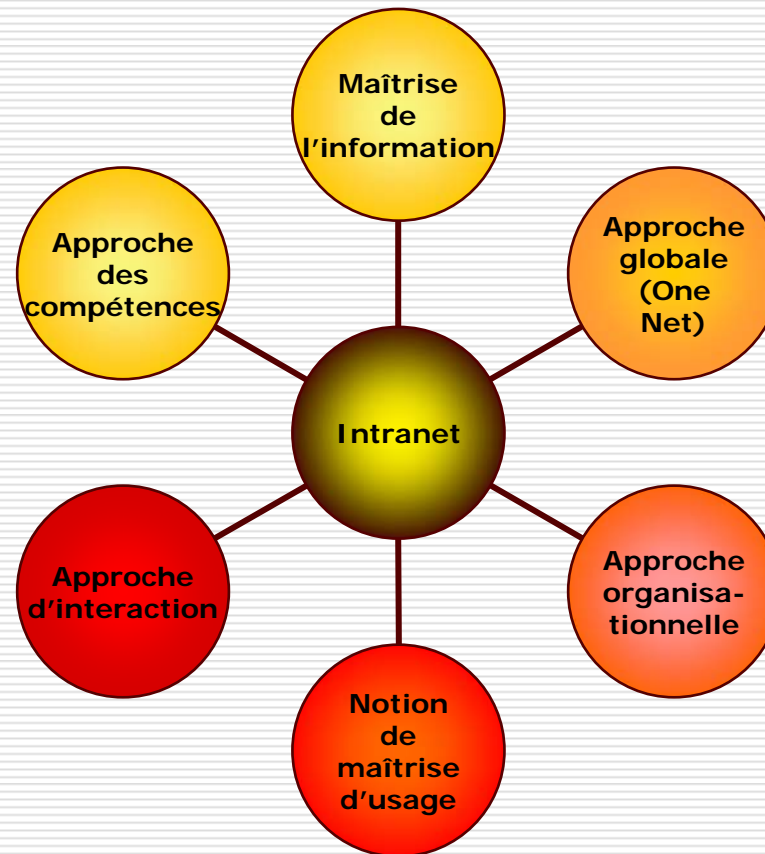 Maîtrise
de
l'information
Approche
des
compétences
Approche
globale
(One
Net)
Intranet
Approche
d'interaction
Approche
organisa-
tionnelle
Notion
de
maîtrise
d'usage